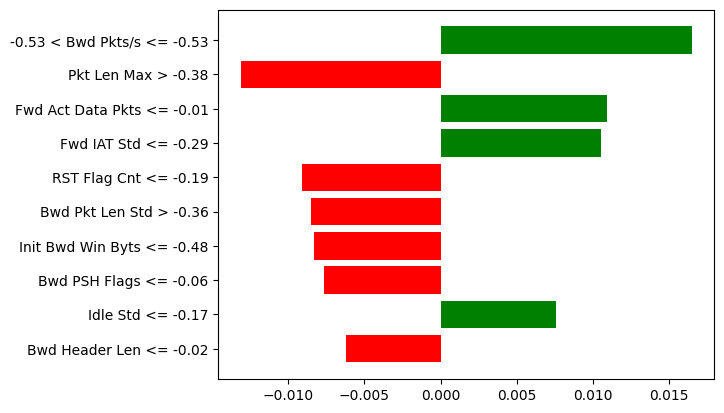 -0.53 < Bwd Pkts/s <= -0.53
Pkt Len Max > -0.38
Fwd Act Data Pkts <= -0.01
Fwd IAT Std <= -0.29
RST Flag Cnt <= -0.19
Bwd Pkt Len Std > -0.36
Init Bwd Win Byts <= -0.48
Bwd PSH Flags <= -0.06
Idle Std <= -0.17
Bwd Header Len <= -0.02
−0.010 −0.005 0.000 0.005 0.010 0.015